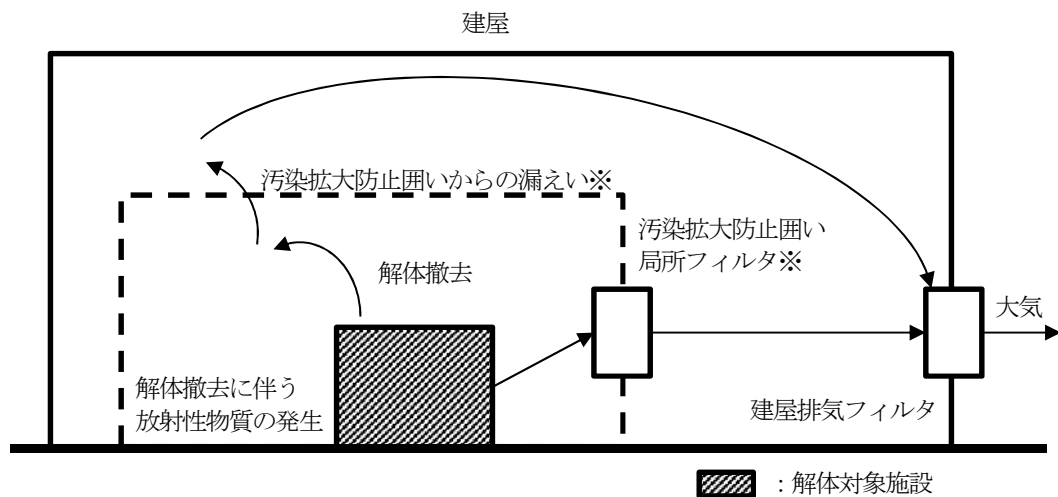 建屋
汚染拡大防止囲いからの漏えい※
汚染拡大防止囲い
局所フィルタ※
解体撤去
大気
解体撤去に伴う
放射性物質の発生
建屋排気フィルタ
：解体対象施設